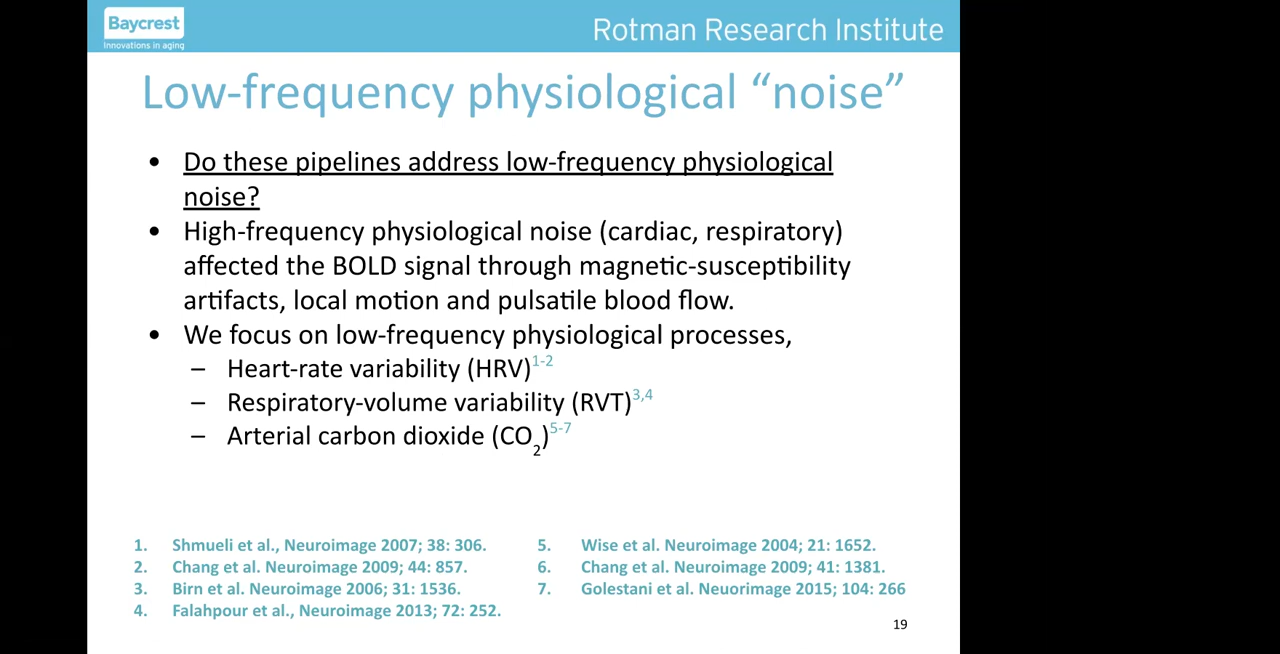 Baycrest
Innovations in aging
Rotman Research Institute
Low-frequency physiological “noise”
• Do these pipelines address low-frequency physiological
noise?
• High-frequency physiological noise (cardiac, respiratory)
affected the BOLD signal through magnetic-susceptibility
artifacts, local motion and pulsatile blood flow.
• We focus on low-frequency physiological processes,
– Heart-rate variability (HRV)1-2
– Respiratory-volume variability (RVT)3,4
– Arterial carbon dioxide (CO2)5-7
1. Shmueli et al., Neuroimage 2007; 38: 306.
2. Chang et al. Neuroimage 2009; 44: 857.
3. Birn et al. Neuroimage 2006; 31: 1536.
4. Falahpour et al., Neuroimage 2013; 72: 252.
5. Wise et al. Neuroimage 2004; 21: 1652.
6. Chang et al. Neuroimage 2009; 41: 1381.
7. Golestani et al. Neuorimage 2015; 104: 266
19